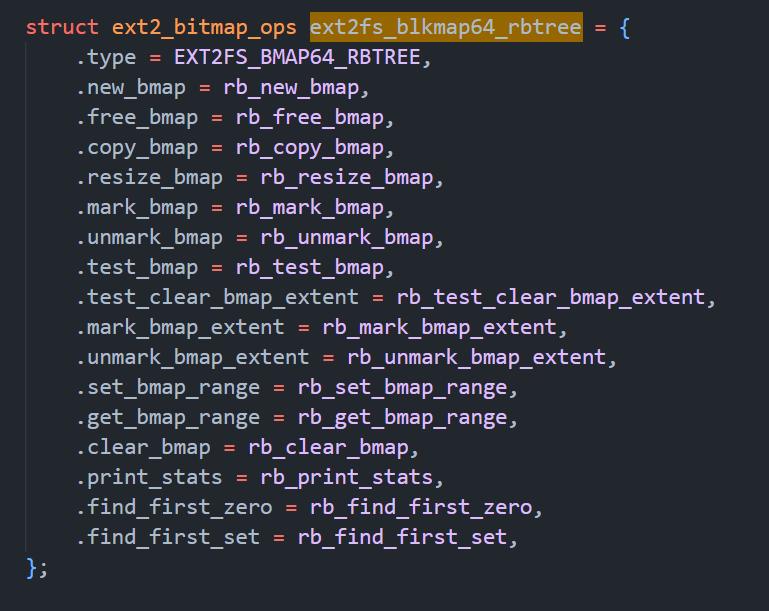 struct ext2_bitmap_ops ext2fs_blkmap64_rbtree = {
    .type = EXT2FS_BMAP64_RBTREE,
    .new_bmap = rb_new_bmap,
    .free_bmap = rb_free_bmap,
    .copy_bmap = rb_copy_bmap,
    .resize_bmap = rb_resize_bmap,
    .mark_bmap = rb_mark_bmap,
    .unmark_bmap = rb_unmark_bmap,
    .test_bmap = rb_test_bmap,
    .test_clear_bmap_extent = rb_test_clear_bmap_extent,
    .mark_bmap_extent = rb_mark_bmap_extent,
    .unmark_bmap_extent = rb_unmark_bmap_extent,
    .set_bmap_range = rb_set_bmap_range,
    .get_bmap_range = rb_get_bmap_range,
    .clear_bmap = rb_clear_bmap,
    .print_stats = rb_print_stats,
    .find_first_zero = rb_find_first_zero,
    .find_first_set = rb_find_first_set,
};